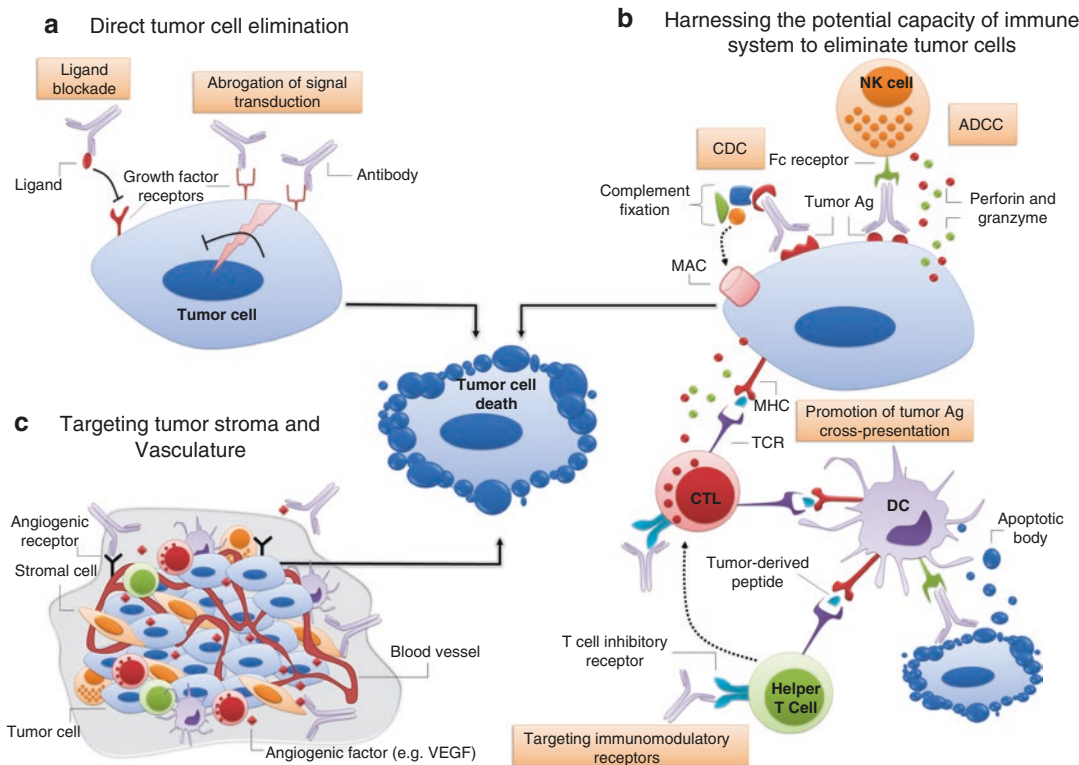 a Direct tumor cell elimination
Ligand
blockade
Abrogation of signal
transduction
Ligand
Growth factor
receptors
Antibody
Tumor cell
b Harnessing the potential capacity of immune
system to eliminate tumor cells
NK cell
ADCC
CDC
Fc receptor
Complement
fixation
Tumor Ag
Perforin and
granzyme
MAC
Tumor cell
death
MHC
TCR
Promotion of tumor Ag
cross-presentation
CTL
DC
Apoptotic
body
Tumor-derived
peptide
T cell inhibitory
receptor
Helper
T Cell
Targeting immunomodulatory
receptors
c Targeting tumor stroma and
Vasculature
Angiogenic
receptor
Stromal cell
Blood vessel
Tumor cell
Angiogenic factor (e.g. VEGF)